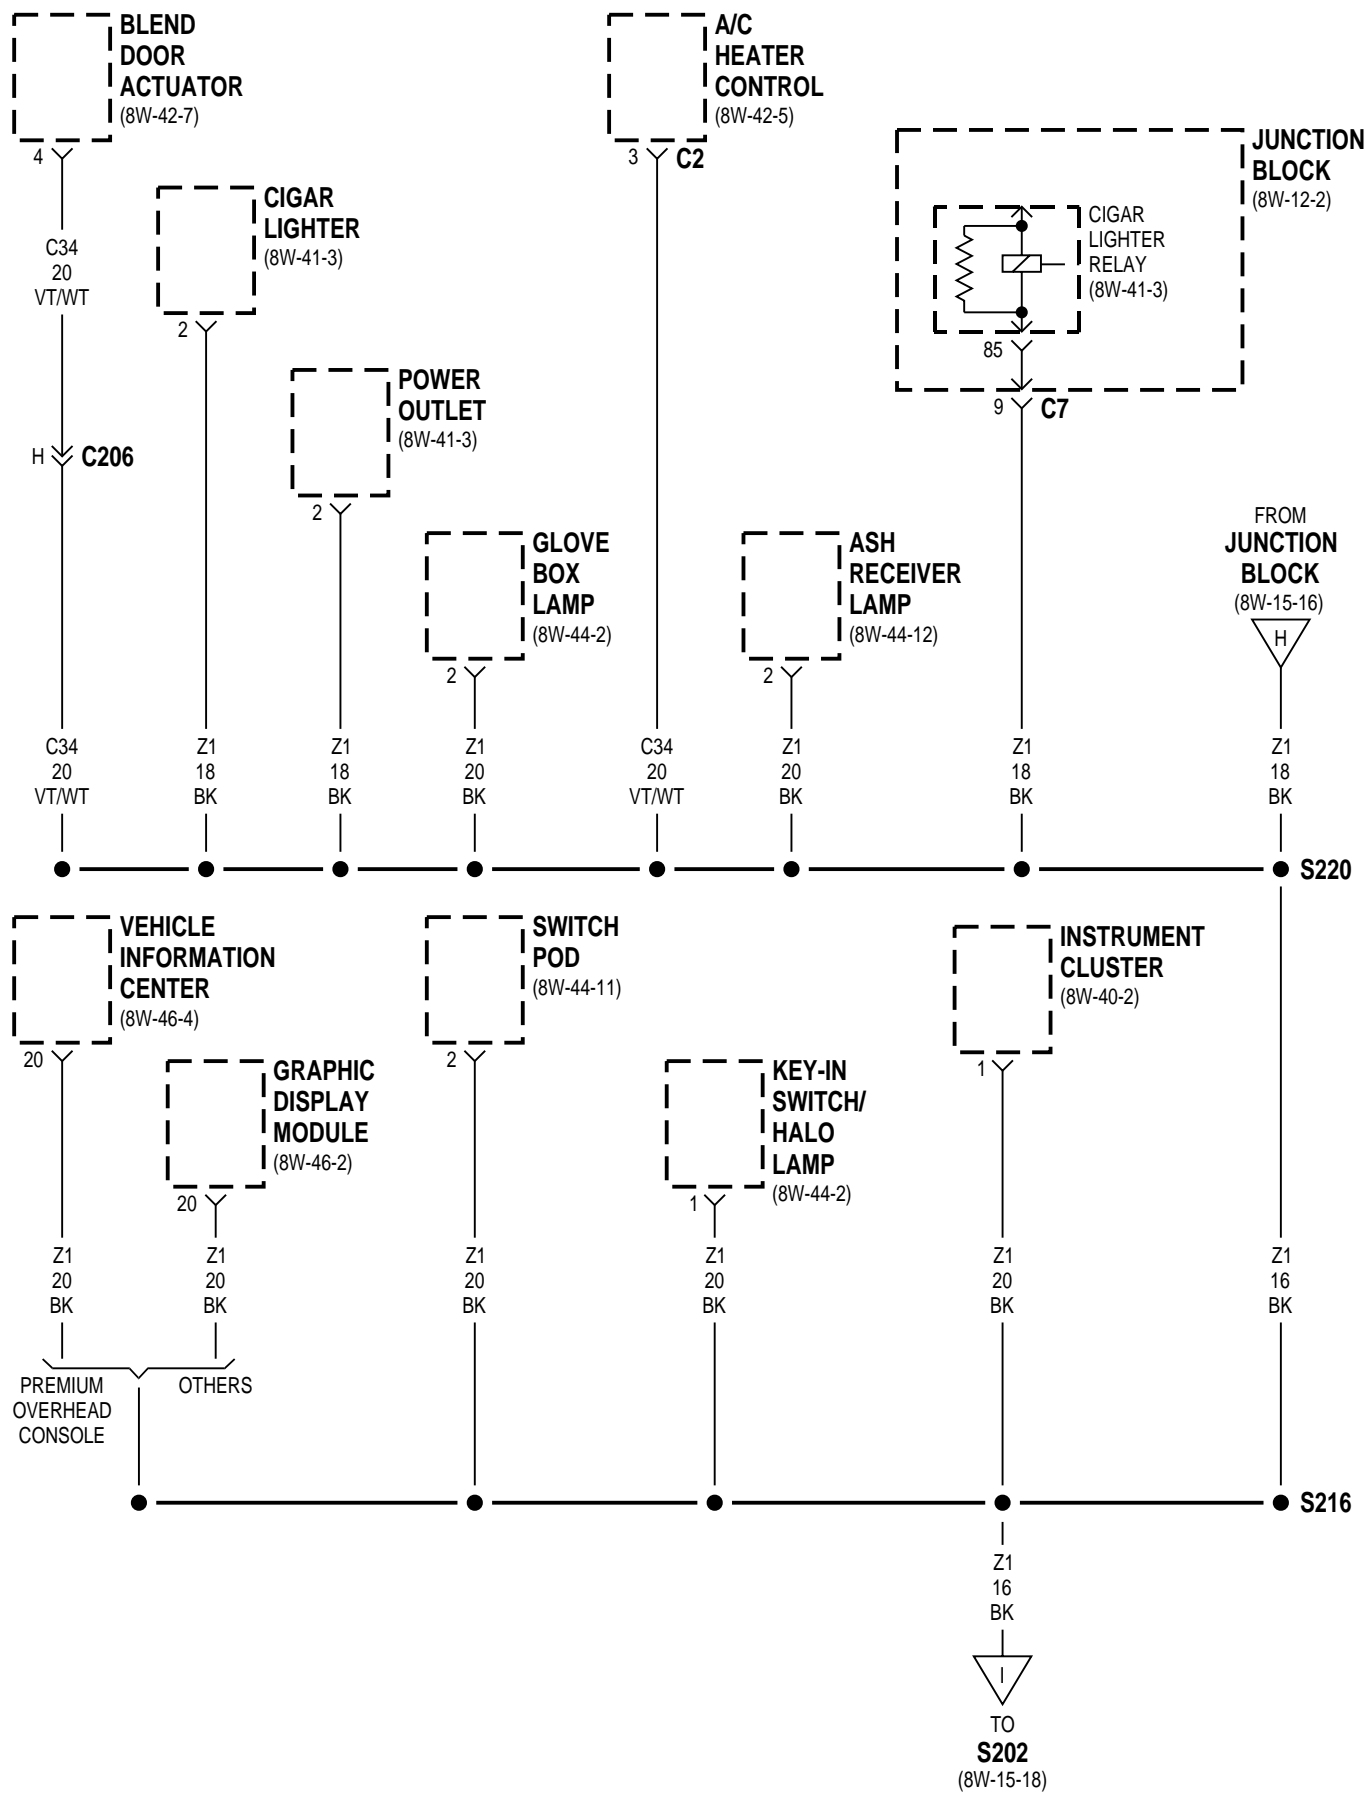 BLEND
DOOR
ACTUATOR
(8W-42-7)
4
C34
20
VT/WT
H
C206
C34
20
VT/WT
CIGAR
LIGHTER
(8W-41-3)
2
Z1
18
BK
POWER
OUTLET
(8W-41-3)
2
Z1
18
BK
GLOVE
BOX
LAMP
(8W-44-2)
2
Z1
20
BK
A/C
HEATER
CONTROL
(8W-42-5)
3
C2
C34
20
VT/WT
ASH
RECEIVER
LAMP
(8W-44-12)
2
Z1
20
BK
JUNCTION
BLOCK
(8W-12-2)
CIGAR
LIGHTER
RELAY
(8W-41-3)
85
9
C7
Z1
18
BK
FROM
JUNCTION
BLOCK
(8W-15-16)
H
Z1
18
BK
S220
VEHICLE
INFORMATION
CENTER
(8W-46-4)
20
Z1
20
BK
GRAPHIC
DISPLAY
MODULE
(8W-46-2)
20
Z1
20
BK
PREMIUM
OVERHEAD
CONSOLE
OTHERS
SWITCH
POD
(8W-44-11)
2
Z1
20
BK
KEY-IN
SWITCH/
HALO
LAMP
(8W-44-2)
1
Z1
20
BK
INSTRUMENT
CLUSTER
(8W-40-2)
1
Z1
20
BK
Z1
16
BK
S216
Z1
16
BK
I
TO
S202
(8W-15-18)